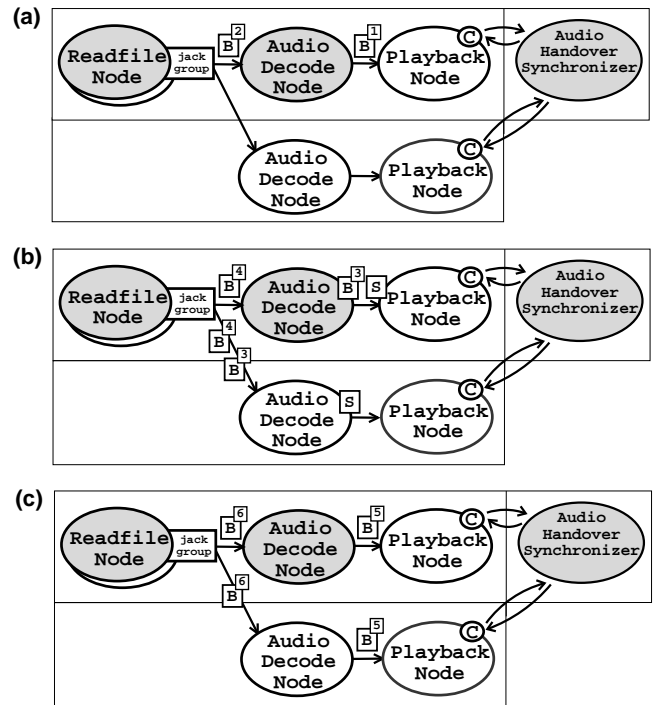 (a)
2
B
1
B
Readfile
Node
jack
group
Audio
Decode
Node
Playback
Node
C
Audio
Handover
Synchronizer
Audio
Decode
Node
Playback
Node
C
(b)
4
B
3
B
S
Readfile
Node
jack
group
Audio
Decode
Node
Playback
Node
C
Audio
Handover
Synchronizer
4
B
3
B
S
Audio
Decode
Node
Playback
Node
C
(c)
6
B
5
B
Readfile
Node
jack
group
Audio
Decode
Node
Playback
Node
C
Audio
Handover
Synchronizer
6
B
5
B
Audio
Decode
Node
Playback
Node
C